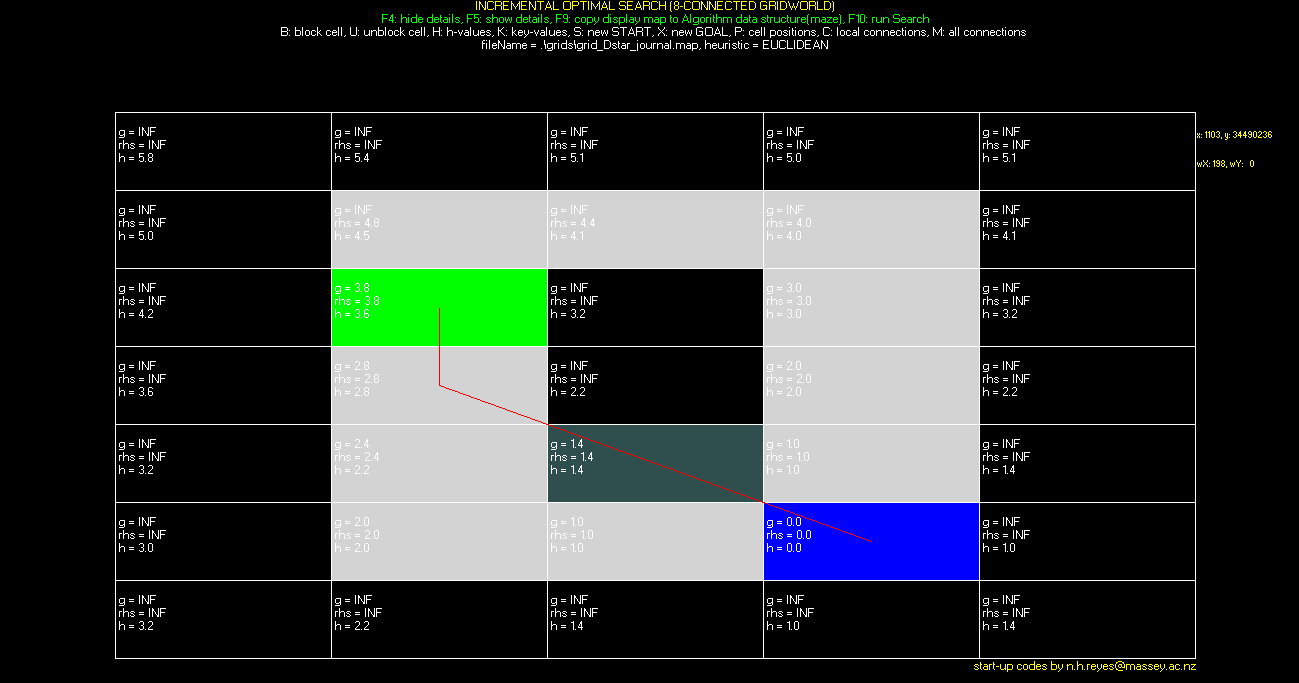 INCREMENTAL OPTIMAL SEARCH (8-CONNECTED GRIDWORLD)
F4: hide details, F5: show details, F9: copy display map to Algorithm data structure(maze), F10: run Search
B: block cell, U: unblock cell, H: h-values, K: key-values, S: new START, X: new GOAL, P: cell positions, C: local connections, M: all connections
fileName = .\grids\grid_Dstar_journal.map, heuristic = EUCLIDEAN
x: 1103, y: 34490236
wX: 198, wY: 0
g = INF
rhs = INF
h = 5.8
g = INF
rhs = INF
h = 5.4
g = INF
rhs = INF
h = 5.1
g = INF
rhs = INF
h = 5.0
g = INF
rhs = INF
h = 5.1
g = INF
rhs = INF
h = 5.0
g = INF
rhs = 4.8
h = 4.5
g = INF
rhs = 4.4
h = 4.1
g = INF
rhs = 4.0
h = 4.0
g = INF
rhs = INF
h = 4.1
g = INF
rhs = INF
h = 4.2
g = 3.8
rhs = 3.8
h = 3.6
g = INF
rhs = INF
h = 3.2
g = 3.0
rhs = 3.0
h = 3.0
g = INF
rhs = INF
h = 3.2
g = INF
rhs = INF
h = 3.6
g = 2.8
rhs = 2.8
h = 2.8
g = INF
rhs = INF
h = 2.2
g = 2.0
rhs = 2.0
h = 2.0
g = INF
rhs = INF
h = 2.2
g = INF
rhs = INF
h = 3.2
g = 2.4
rhs = 2.4
h = 2.2
g = 1.4
rhs = 1.4
h = 1.4
g = 1.0
rhs = 1.0
h = 1.0
g = INF
rhs = INF
h = 1.4
g = INF
rhs = INF
h = 3.0
g = 2.0
rhs = 2.0
h = 2.0
g = 1.0
rhs = 1.0
h = 1.0
g = 0.0
rhs = 0.0
h = 0.0
g = INF
rhs = INF
h = 1.0
g = INF
rhs = INF
h = 3.2
g = INF
rhs = INF
h = 2.2
g = INF
rhs = INF
h = 1.4
g = INF
rhs = INF
h = 1.0
g = INF
rhs = INF
h = 1.4
start-up codes by n.h.reyes@massey.ac.nz